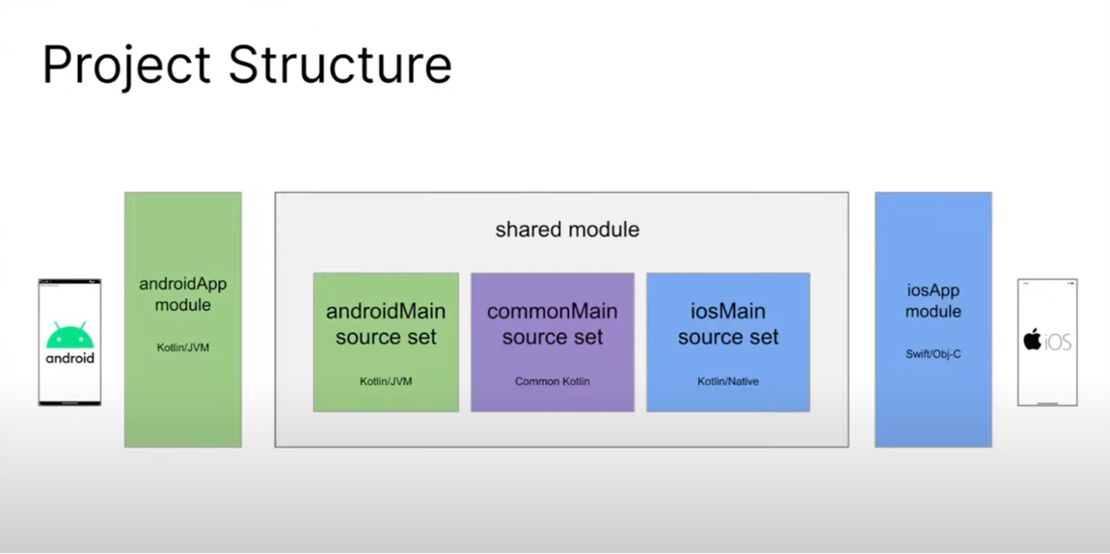 Project Structure
shared module
androidApp
module
Kotlin/JVM
android
androidMain
source set
Kotlin/JVM
commonMain
source set
Common Kotlin
iosMain
source set
Kotlin/Native
iosApp
module
Swift/Obj-C
iOS